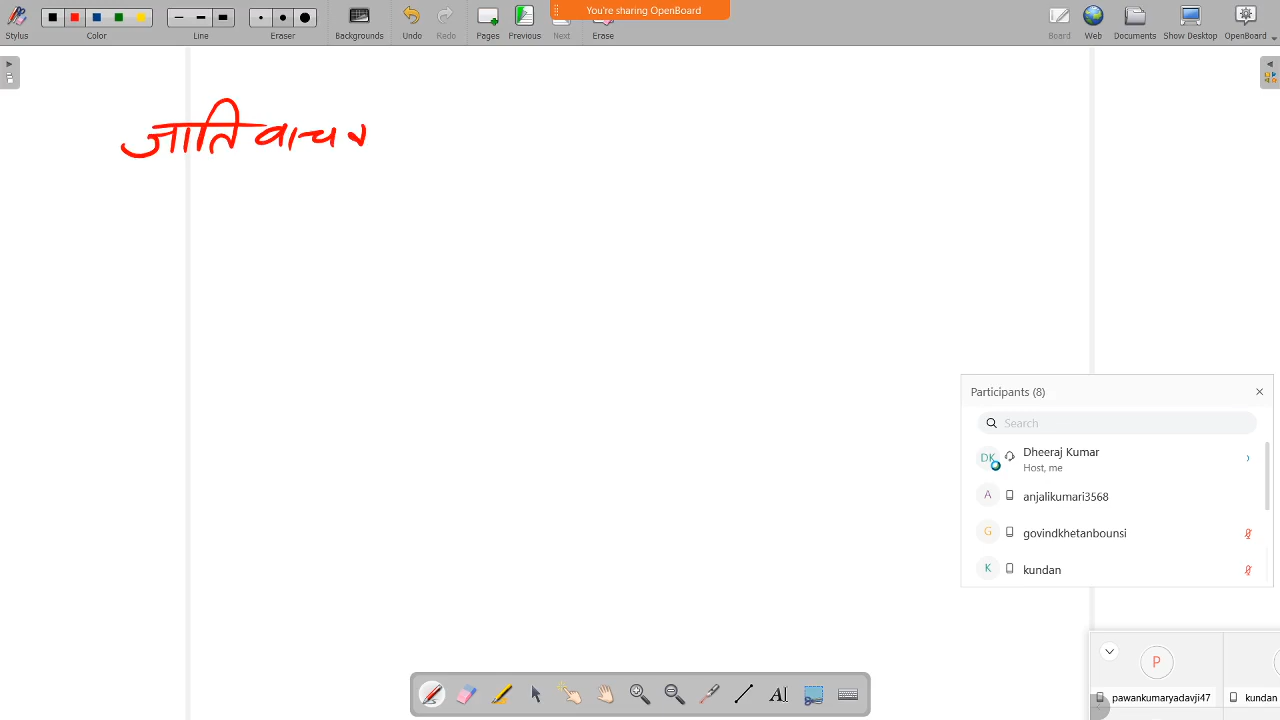 You're sharing OpenBoard
Stylus Color Line Eraser Backgrounds Undo Redo Pages Previous Next Erase Board Web Documents Show Desktop OpenBoard
जातिवाच
Participants (8)
Search
DK Dheeraj Kumar
Host, me
A anjalikumari3568
G govindkhetanbounsi
K kundan
P
pawankumaryadavji47 kundan